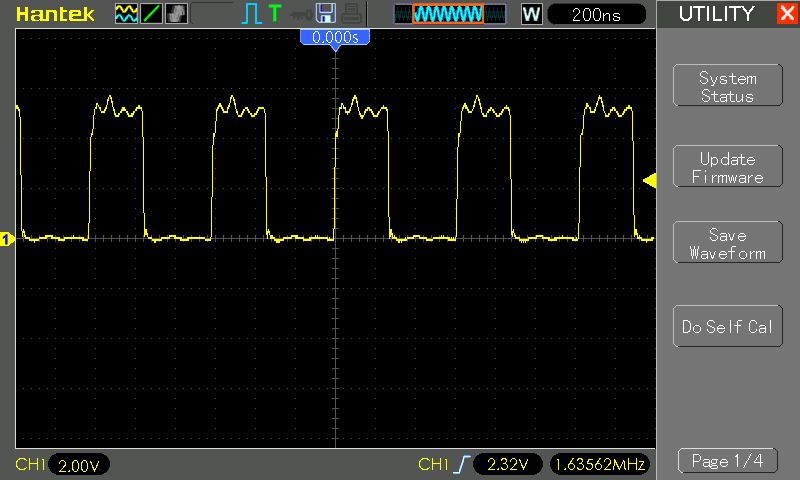 Hantek
T
W
200ns
UTILITY
0.000s
System
Status
Update
Firmware
Save
Waveform
Do Self Cal
1
CH1 2.00V
CH1 2.32V 1.63562MHz
Page 1/4